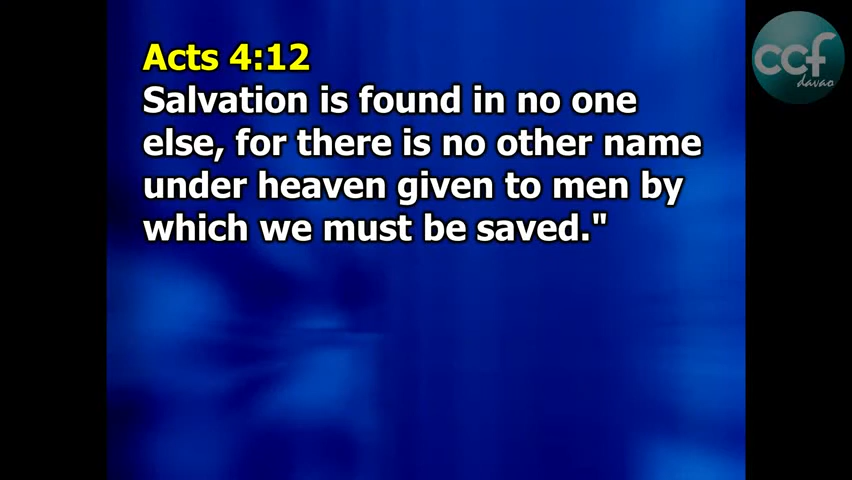 Acts 4:12
Salvation is found in no one
else, for there is no other name
under heaven given to men by
which we must be saved."
ccf
davao